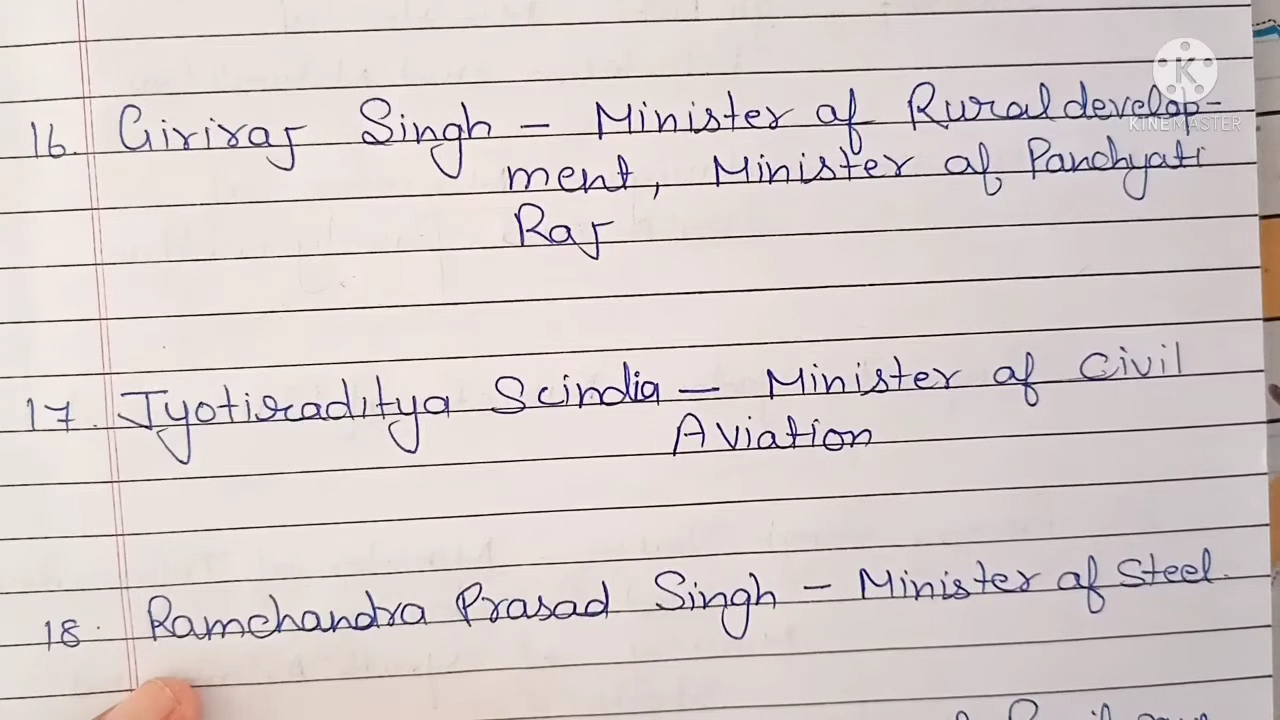 K
KINEMASTER
16 Giriraj Singh - Minister of Rural develop-
ment, Minister of Panchyati
Raj
17. Jyotiraditya Scindia - Minister of Civil
Aviation
18. Ramchandra Prasad Singh - Minister of Steel.